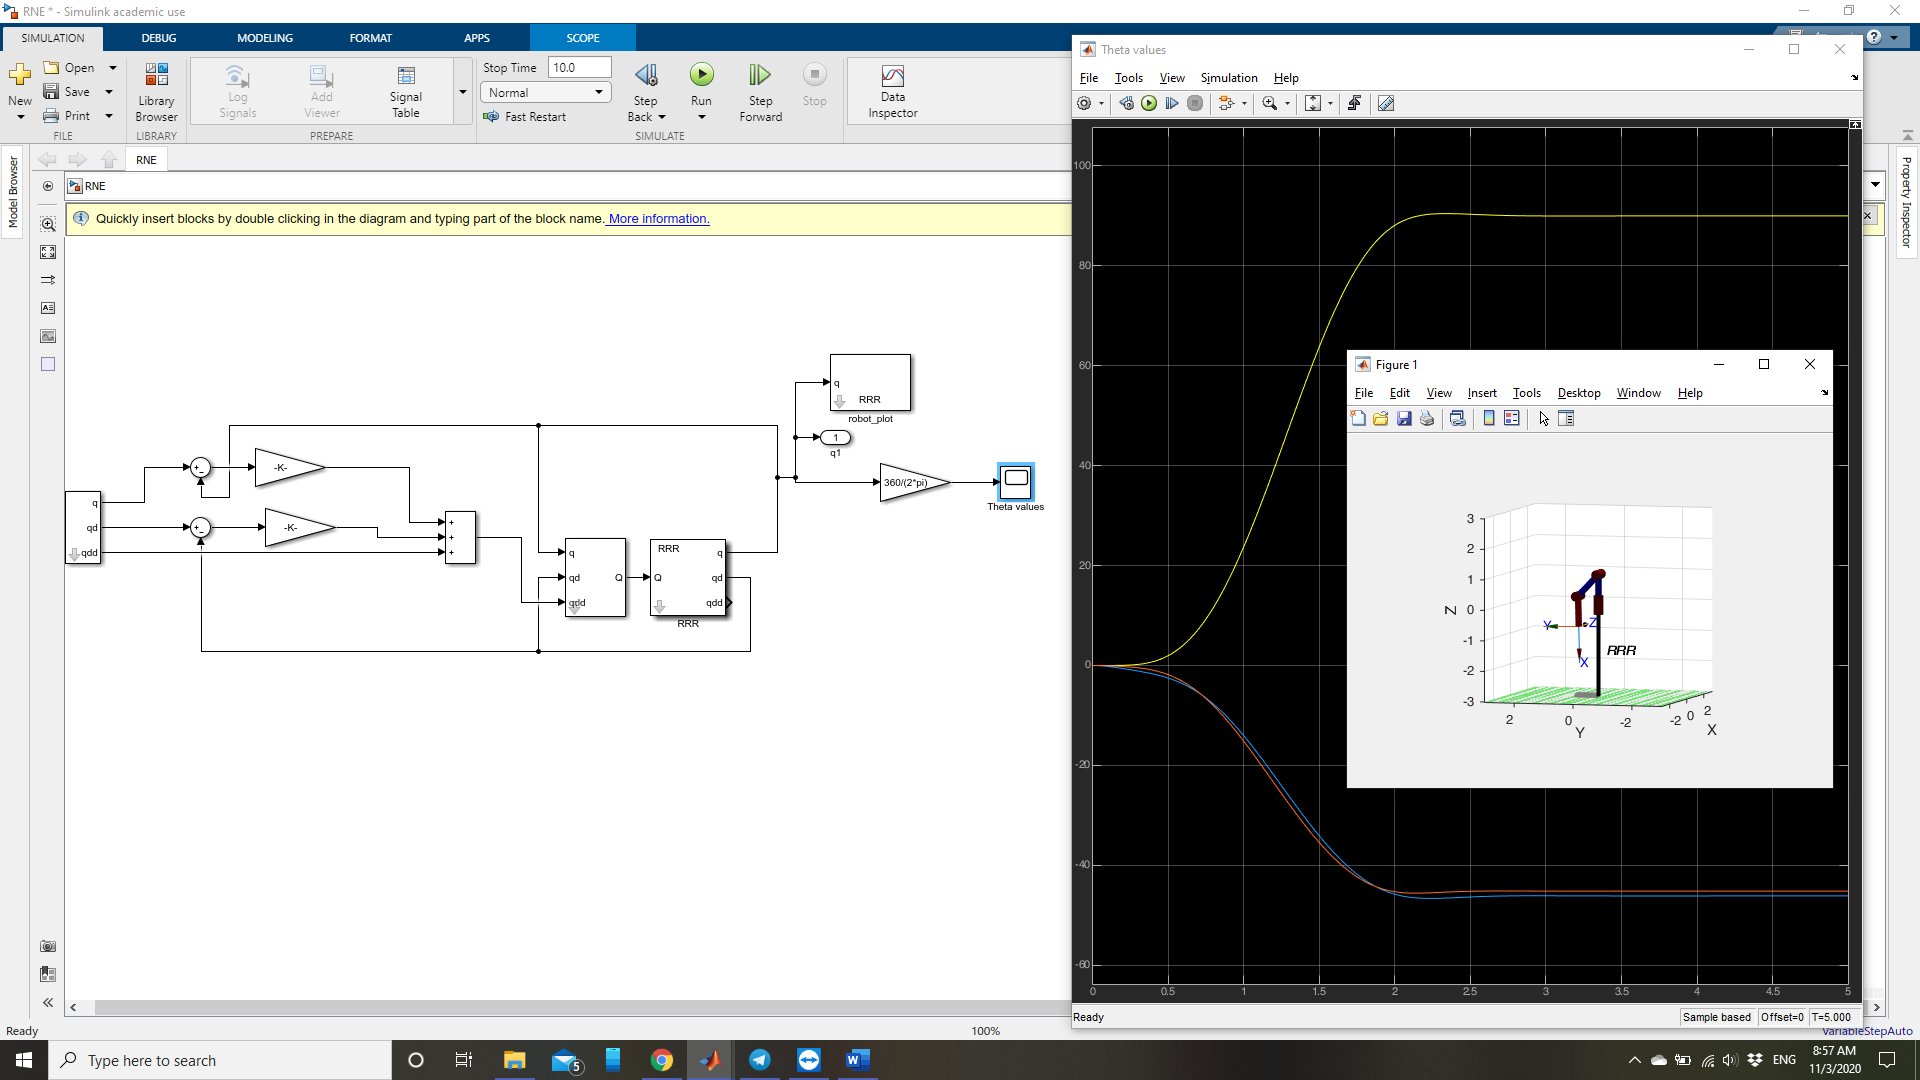 RNE * - Simulink academic use
SIMULATION DEBUG MODELING FORMAT APPS SCOPE
New
Open
Save
Print
FILE
Library Browser
LIBRARY
Log Signals
Add Viewer
Signal Table
PREPARE
Stop Time 10.0
Normal
Fast Restart
Step Back
Run
Step Forward
Stop
SIMULATE
Data Inspector
Model Browser
RNE
RNE
Quickly insert blocks by double clicking in the diagram and typing part of the block name. More information.
Property Inspector
q
RRR
robot_plot
1
q1
-K-
-K-
360/(2*pi)
Theta values
q
qd
qdd
+
-
+
-
+
+
+
q
qd
qdd
Q
RRR
Q
q
qd
qdd
RRR
Ready
100%
VariableStepAuto
Theta values
File Tools View Simulation Help
100
80
60
40
20
0
-20
-40
-60
0 0.5 1 1.5 2 2.5 3 3.5 4 4.5 5
Ready
Sample based Offset=0 T=5.000
Figure 1
File Edit View Insert Tools Desktop Window Help
3
2
1
0
-1
-2
-3
Z
2 0 -2
Y
-2 0 2
X
Y
Z
X
RRR
Type here to search
5
ENG
8:57 AM
11/3/2020